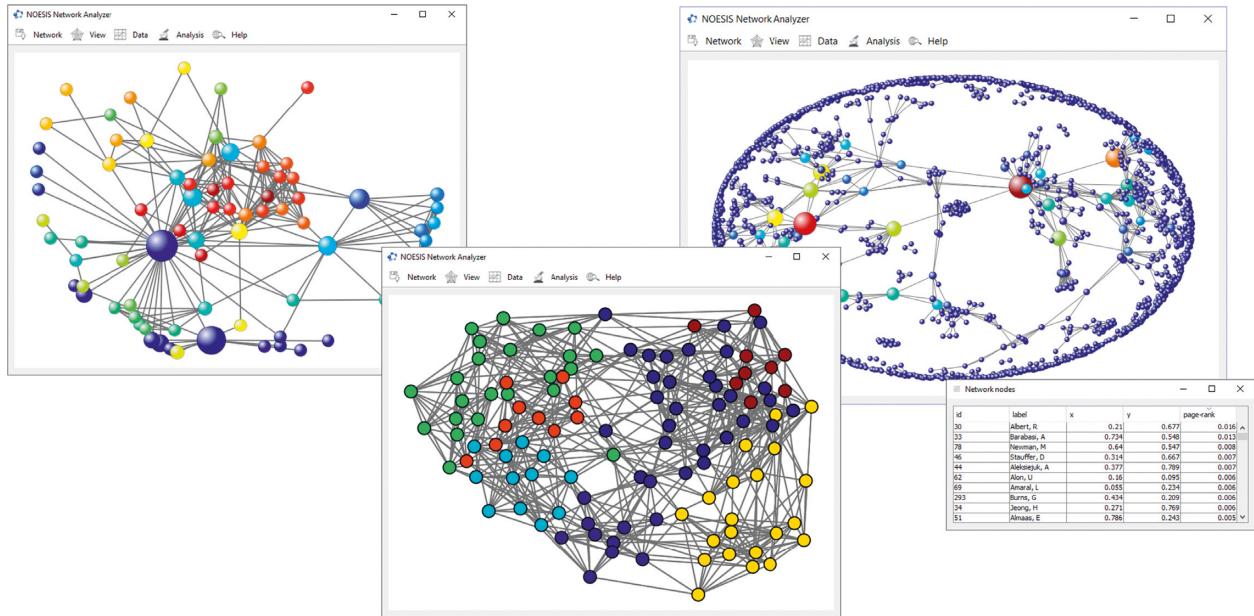 NOESIS Network Analyzer
Network View Data Analysis Help
NOESIS Network Analyzer
Network View Data Analysis Help
NOESIS Network Analyzer
Network View Data Analysis Help
Network nodes
id label x y page-rank
30 Albert, R 0.21 0.677 0.016
33 Barabasi, A 0.734 0.548 0.013
78 Newman, M 0.64 0.547 0.008
46 Stauffer, D 0.314 0.667 0.007
44 Aleksiejuk, A 0.377 0.789 0.007
62 Alon, U 0.16 0.095 0.006
69 Amaral, L 0.055 0.234 0.006
293 Burns, G 0.434 0.209 0.006
34 Jeong, H 0.271 0.769 0.006
51 Almaas, E 0.786 0.243 0.005